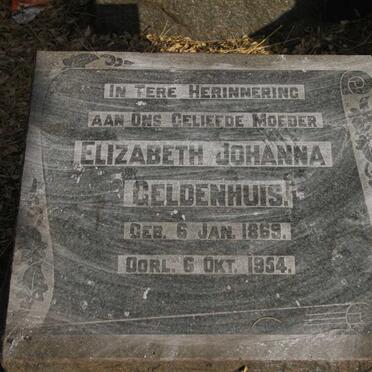 IN TERE HERINNERING
AAN ONS GELIEFDE MOEDER
ELIZABETH JOHANNA
GELDENHUIS.
GEB. 6 JAN. 1869.
OORL. 6 OKT. 1954.